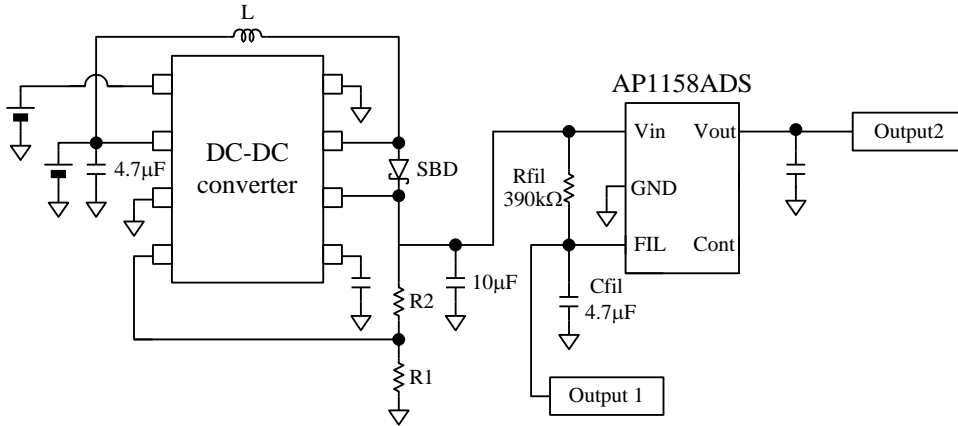 L
AP1158ADS
4.7μF
DC-DC
converter
SBD
Vin
Vout
Output2
Rfil
390kΩ
GND
FIL
Cont
R2
10μF
Cfil
4.7μF
R1
Output 1